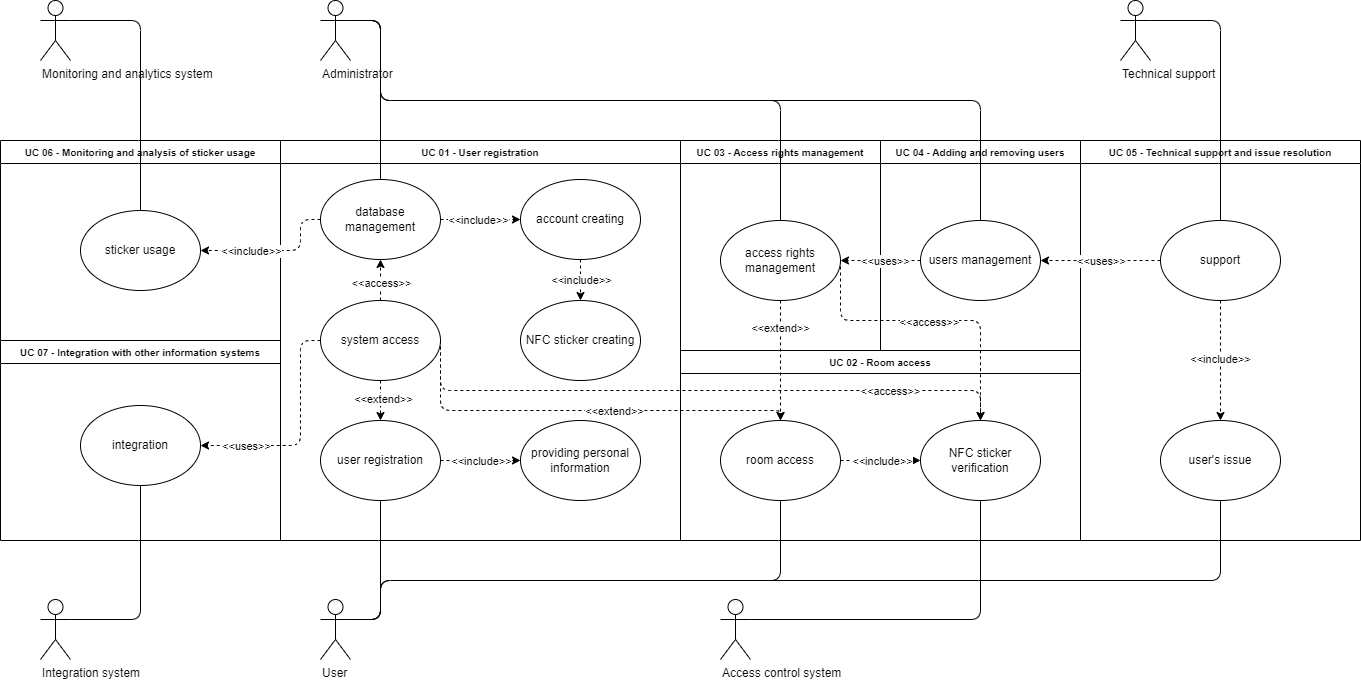 Monitoring and analytics system
Administrator
Technical support
UC 06 - Monitoring and analysis of sticker usage
UC 01 - User registration
UC 03 - Access rights management
UC 04 - Adding and removing users
UC 05 - Technical support and issue resolution
database
management
<<include>>
account creating
sticker usage
<<include>>
access rights
management
<<uses>>
users management
<<uses>>
support
<<access>>
<<include>>
system access
NFC sticker creating
<<extend>>
<<access>>
UC 07 - Integration with other information systems
UC 02 - Room access
<<include>>
<<extend>>
<<access>>
<<extend>>
integration
<<uses>>
user registration
<<include>>
providing personal
information
room access
<<include>>
NFC sticker
verification
user's issue
Integration system
User
Access control system